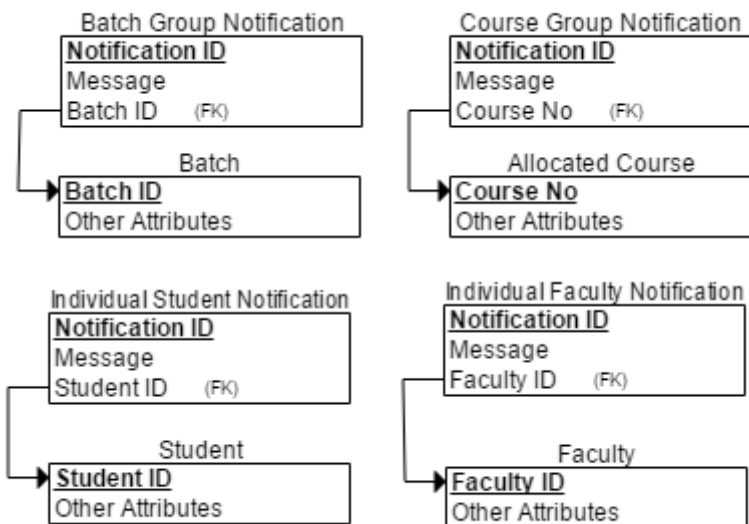 Batch Group Notification
Notification ID
Message
Batch ID (FK)
Batch
Batch ID
Other Attributes
Course Group Notification
Notification ID
Message
Course No (FK)
Allocated Course
Course No
Other Attributes
Individual Student Notification
Notification ID
Message
Student ID (FK)
Student
Student ID
Other Attributes
Individual Faculty Notification
Notification ID
Message
Faculty ID (FK)
Faculty
Faculty ID
Other Attributes